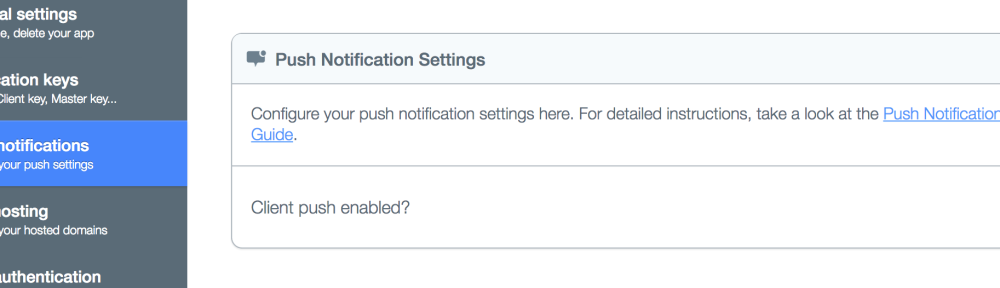 al settings
e, delete your app
cation keys
Client key, Master key...
notifications
your push settings
hosting
your hosted domains
authentication
Push Notification Settings
Configure your push notification settings here. For detailed instructions, take a look at the Push Notification
Guide.
Client push enabled?